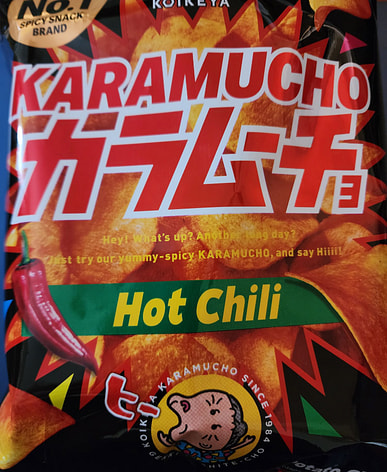 KOIKEYA
No.1
SPICY SNACK
BRAND
KARAMUCHO
カラムーチョ
Hey! What's up? Another long day?
Just try our yummy-spicy KARAMUCHO, and say Hiiii!
Hot Chili
ヒー
KOIKEYA KARAMUCHO SINCE 1984